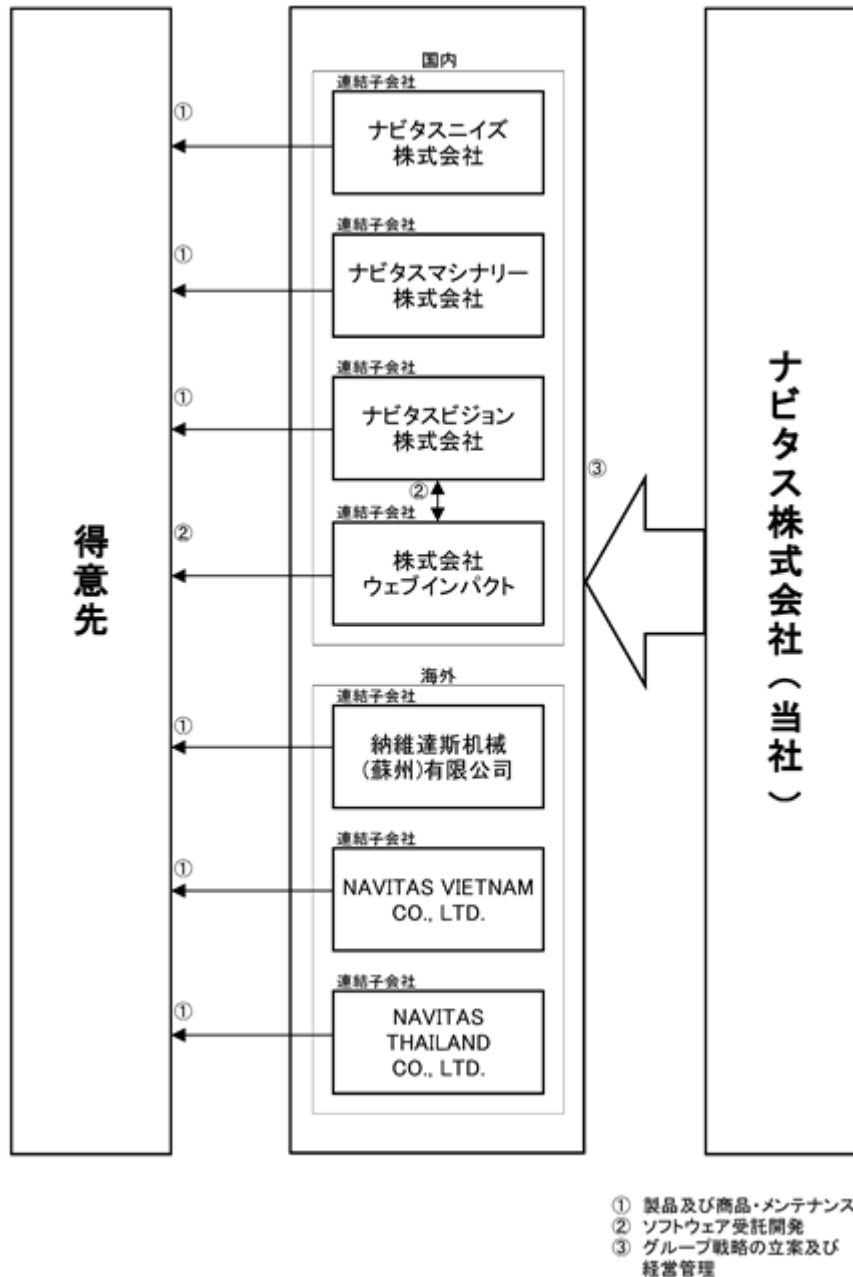 国内
連結子会社
①
ナビタスニイズ
株式会社
連結子会社
①
ナビタスマシナリー
株式会社
連結子会社
①
ナビタスビジョン
株式会社
③
②
連結子会社
②
株式会社
ウェブインパクト
海外
連結子会社
①
納維達斯机械
(蘇州)有限公司
連結子会社
①
NAVITAS VIETNAM
CO., LTD.
連結子会社
①
NAVITAS
THAILAND
CO., LTD.
得意先
ナビタス株式会社(当社)
① 製品及び商品・メンテナンス
② ソフトウェア受託開発
③ グループ戦略の立案及び
経営管理